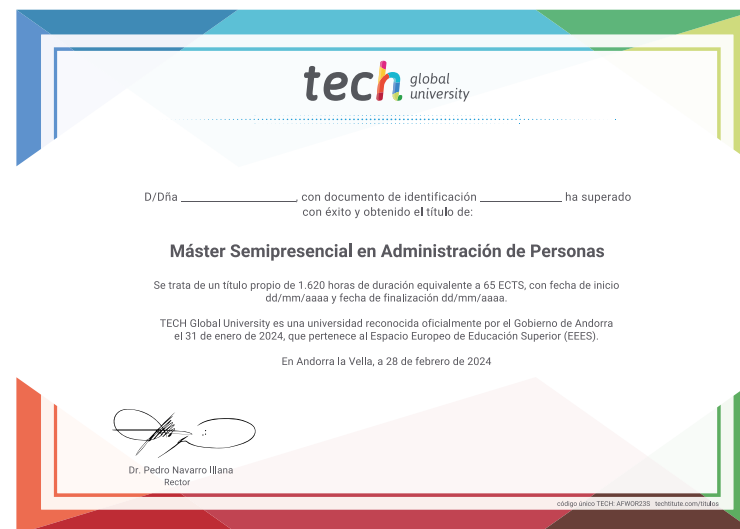 tech global university
D/Dña ______________, con documento de identificación __________ ha superado
con éxito y obtenido el título de:
Máster Semipresencial en Administración de Personas
Se trata de un título propio de 1.620 horas de duración equivalente a 65 ECTS, con fecha de inicio
dd/mm/aaaa y fecha de finalización dd/mm/aaaa.
TECH Global University es una universidad reconocida oficialmente por el Gobierno de Andorra
el 31 de enero de 2024, que pertenece al Espacio Europeo de Educación Superior (EEES).
En Andorra la Vella, a 28 de febrero de 2024
Dr. Pedro Navarro Illana
Rector
código único TECH: AFWOR23S techtitute.com/titulos